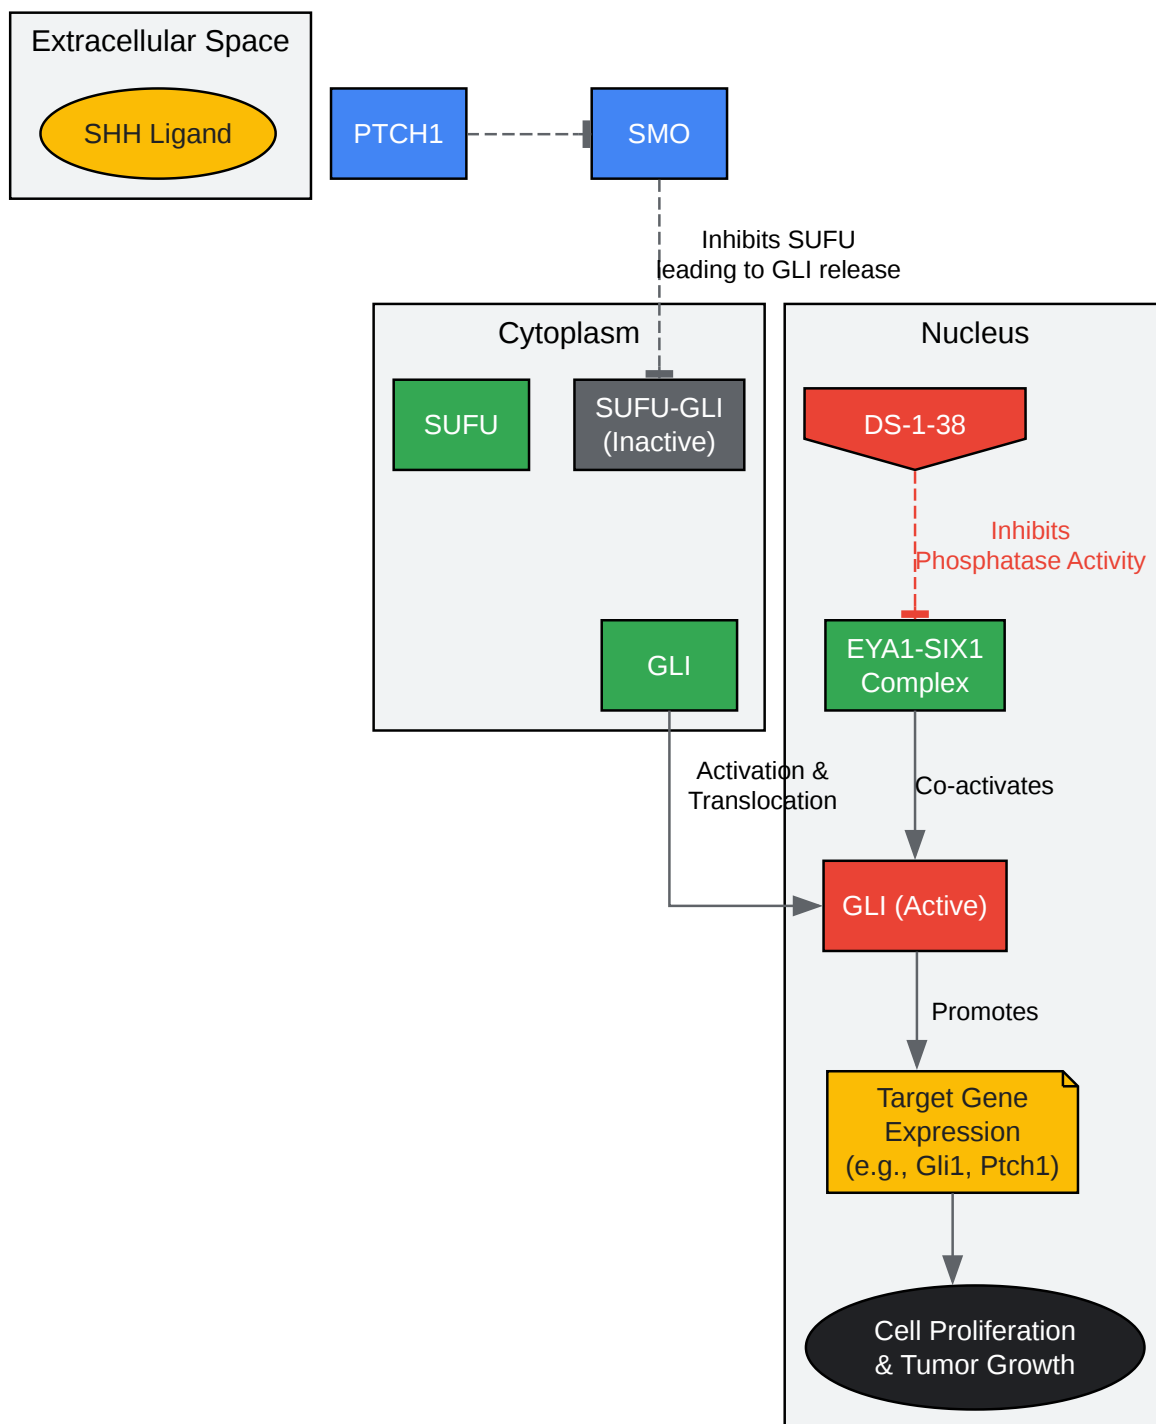 Extracellular Space
SHH Ligand
PTCH1
SMO
Inhibits SUFU
leading to GLI release
Cytoplasm
Nucleus
SUFU
SUFU-GLI
(Inactive)
DS-1-38
Inhibits
Phosphatase Activity
GLI
EYA1-SIX1
Complex
Activation &
Translocation
Co-activates
GLI (Active)
Promotes
Target Gene
Expression
(e.g., Gli1, Ptch1)
Cell Proliferation
& Tumor Growth